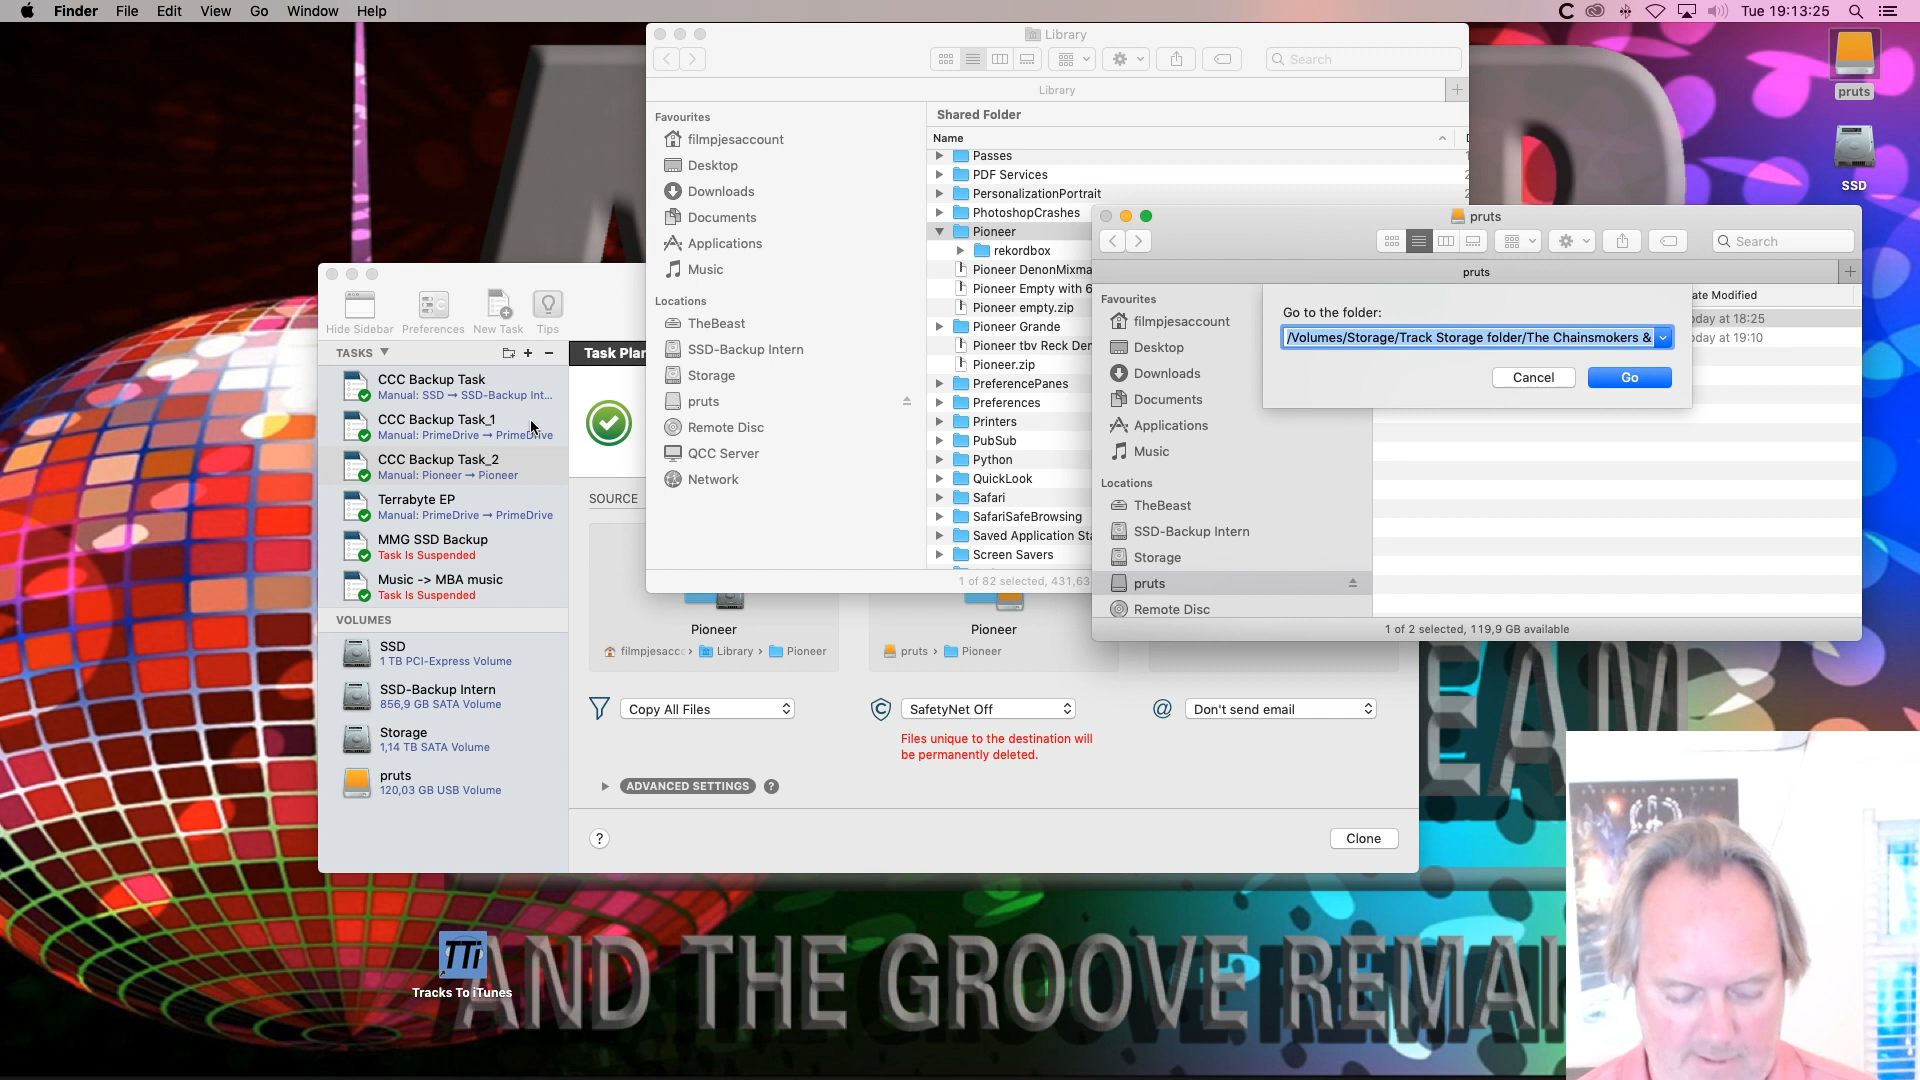 Finder File Edit View Go Window Help
Tue 19:13:25
Library
Search
Library
Favourites
filmpjesaccount
Desktop
Downloads
Documents
Applications
Music
Locations
TheBeast
SSD-Backup Intern
Storage
pruts
Remote Disc
QCC Server
Network
Shared Folder
Name
Passes
PDF Services
PersonalizationPortrait
PhotoshopCrashes
Pioneer
rekordbox
Pioneer DenonMixma
Pioneer Empty with 6
Pioneer empty.zip
Pioneer Grande
Pioneer tbv Reck Den
Pioneer.zip
PreferencePanes
Preferences
Printers
PubSub
Python
QuickLook
Safari
SafariSafeBrowsing
Saved Application Sta
Screen Savers
1 of 82 selected, 431,63
pruts
Search
pruts
Favourites
filmpjesaccount
Desktop
Downloads
Documents
Applications
Music
Locations
TheBeast
SSD-Backup Intern
Storage
pruts
Remote Disc
Go to the folder:
/Volumes/Storage/Track Storage folder/The Chainsmokers &
Cancel Go
ate Modified
oday at 18:25
oday at 19:10
1 of 2 selected, 119,9 GB available
pruts
SSD
Hide Sidebar Preferences New Task Tips
TASKS
CCC Backup Task
Manual: SSD → SSD-Backup Int...
CCC Backup Task_1
Manual: PrimeDrive → PrimeDrive
CCC Backup Task_2
Manual: Pioneer → Pioneer
Terrabyte EP
Manual: PrimeDrive → PrimeDrive
MMG SSD Backup
Task Is Suspended
Music -> MBA music
Task Is Suspended
VOLUMES
SSD
1 TB PCI-Express Volume
SSD-Backup Intern
856,9 GB SATA Volume
Storage
1,14 TB SATA Volume
pruts
120,03 GB USB Volume
Task Plan
SOURCE
Pioneer
filmpjesacc › Library › Pioneer
Pioneer
pruts › Pioneer
Copy All Files
SafetyNet Off
Don't send email
Files unique to the destination will
be permanently deleted.
ADVANCED SETTINGS ?
?
Clone
Tracks To iTunes
AND THE GROOVE REMAI